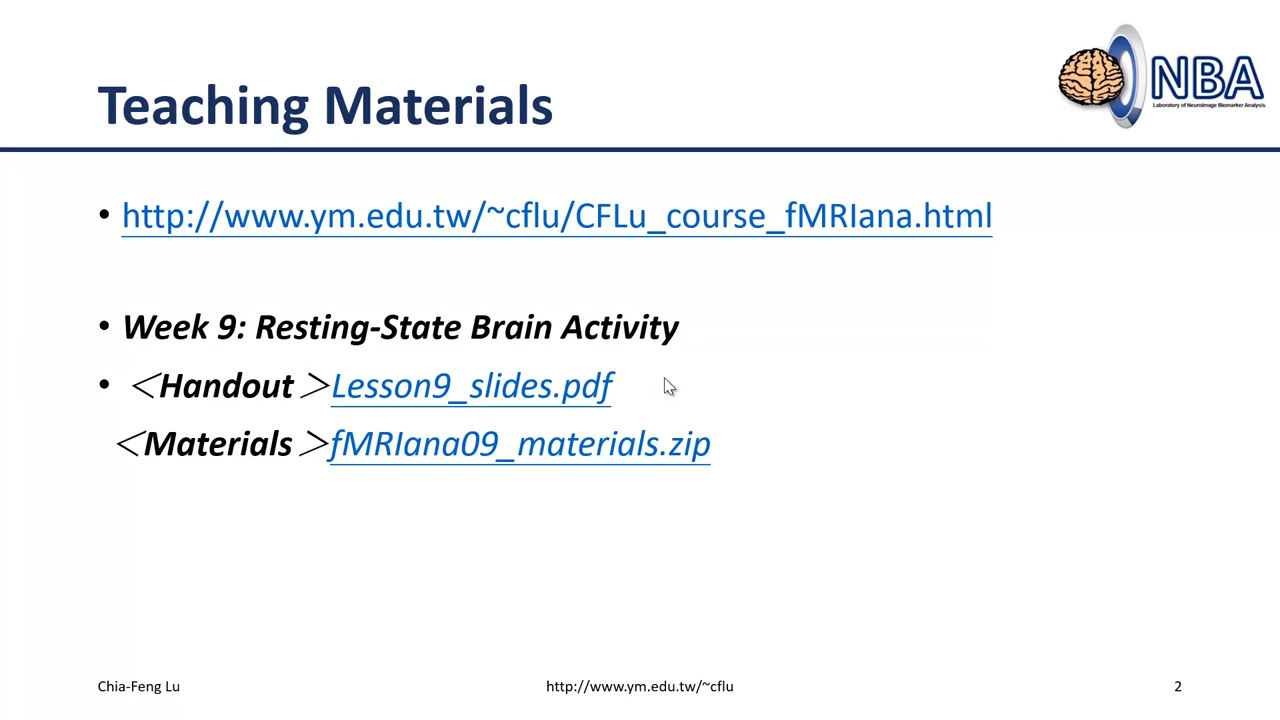 NBA
Laboratory of Neuroimage Biomarker Analysis
Teaching Materials
• http://www.ym.edu.tw/~cflu/CFLu_course_fMRIana.html
• Week 9: Resting-State Brain Activity
• ＜Handout＞Lesson9_slides.pdf
＜Materials＞fMRIana09_materials.zip
Chia-Feng Lu http://www.ym.edu.tw/~cflu 2